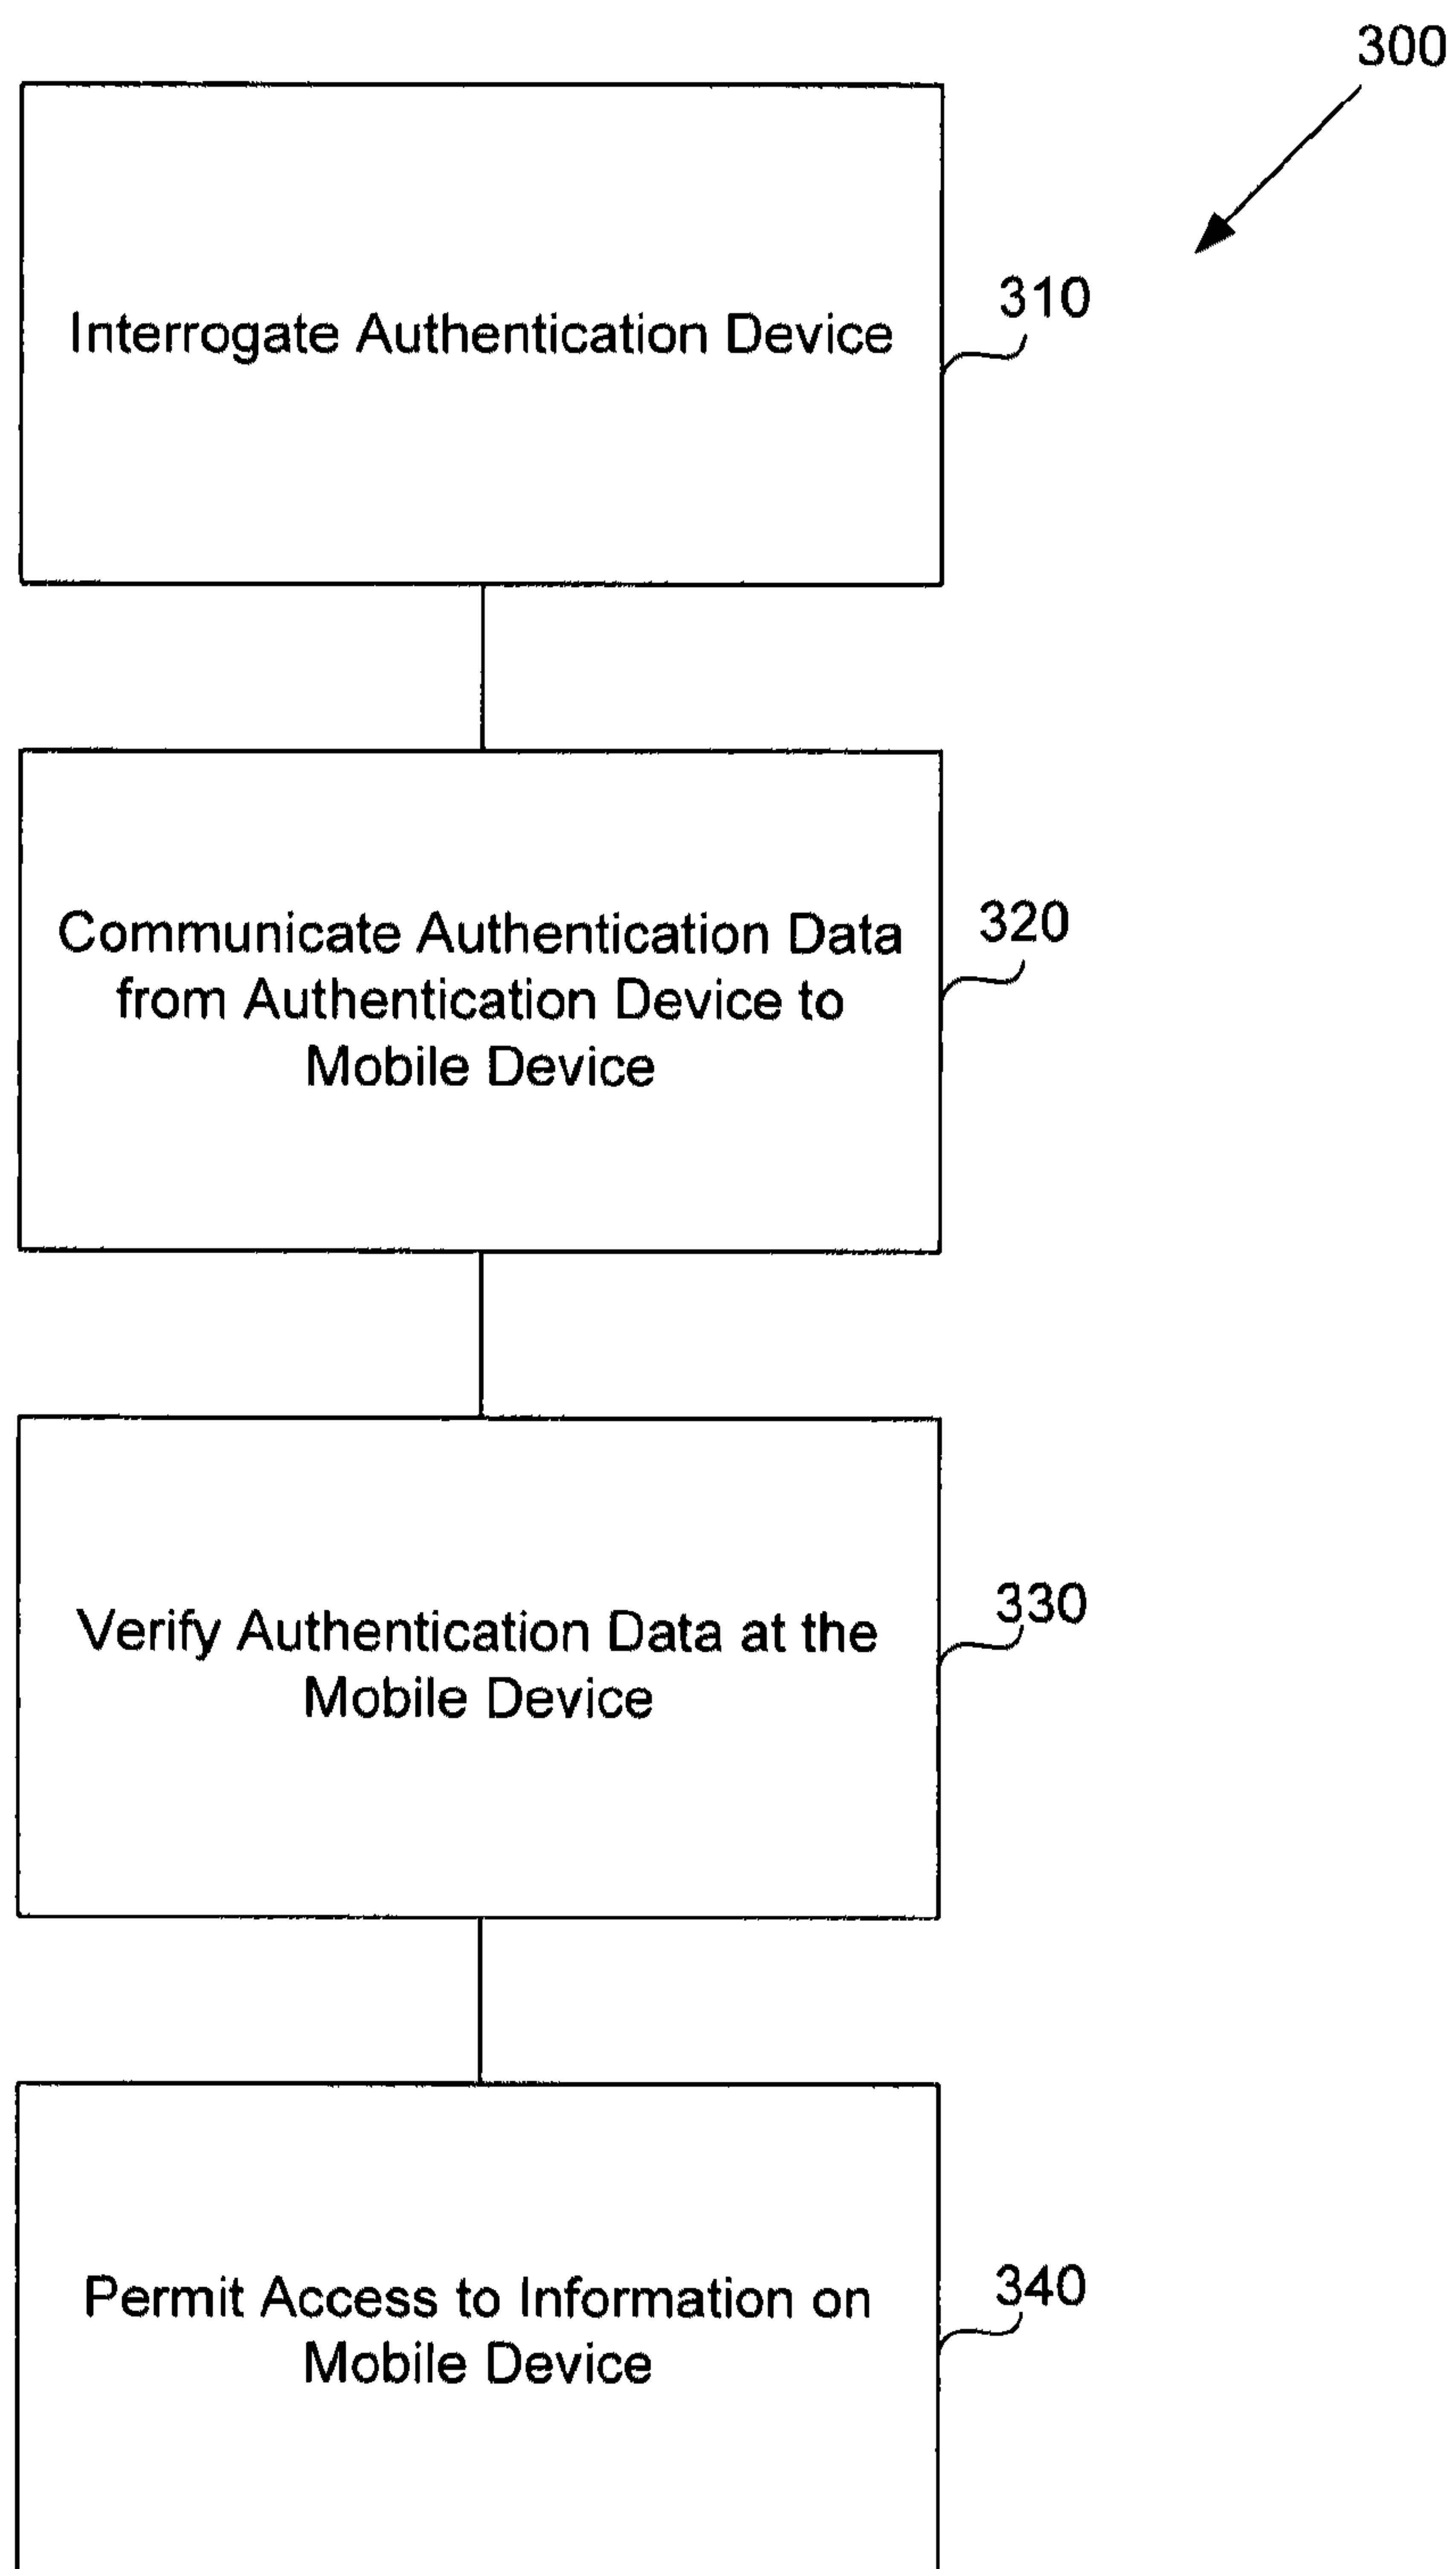 300
Interrogate Authentication Device
310
Communicate Authentication Data
from Authentication Device to
Mobile Device
320
Verify Authentication Data at the
Mobile Device
330
Permit Access to Information on
Mobile Device
340